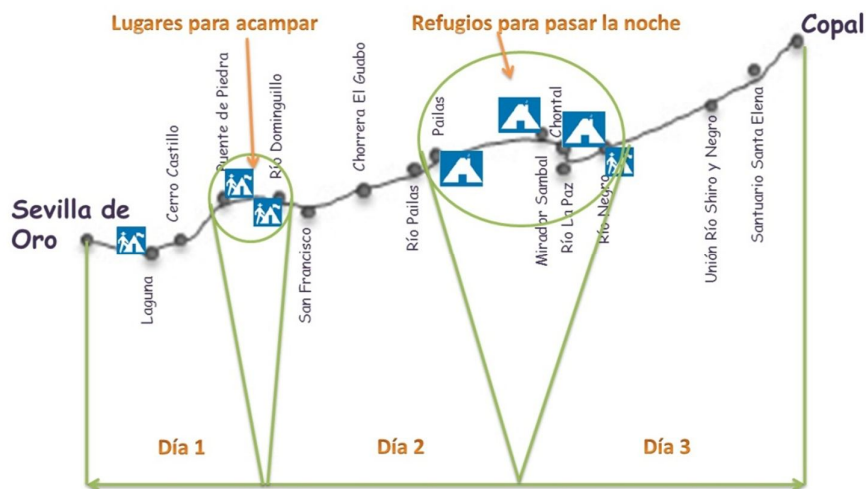 Lugares para acampar
Refugios para pasar la noche
Copal
Sevilla de
Oro
Laguna
Cerro Castillo
Puente de Piedra
Río Dominguillo
San Francisco
Chorrera El Guabo
Río Pailas
Pailas
Mirador Sambal
Chontal
Río La Paz
Río Negro
Unión Río Shiro y Negro
Santuario Santa Elena
Día 1
Día 2
Día 3